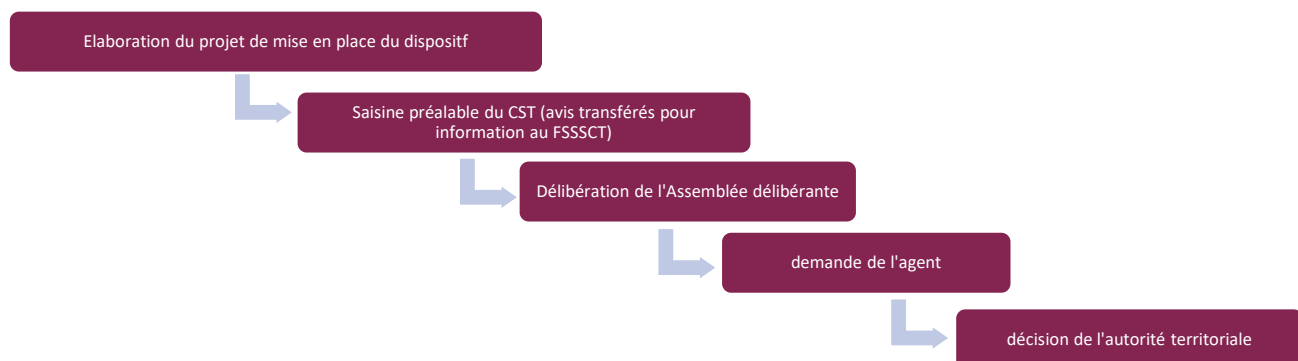 Elaboration du projet de mise en place du dispositf
Saisine préalable du CST (avis transférés pour
information au FSSSCT)
Délibération de l'Assemblée délibérante
demande de l'agent
décision de l'autorité territoriale